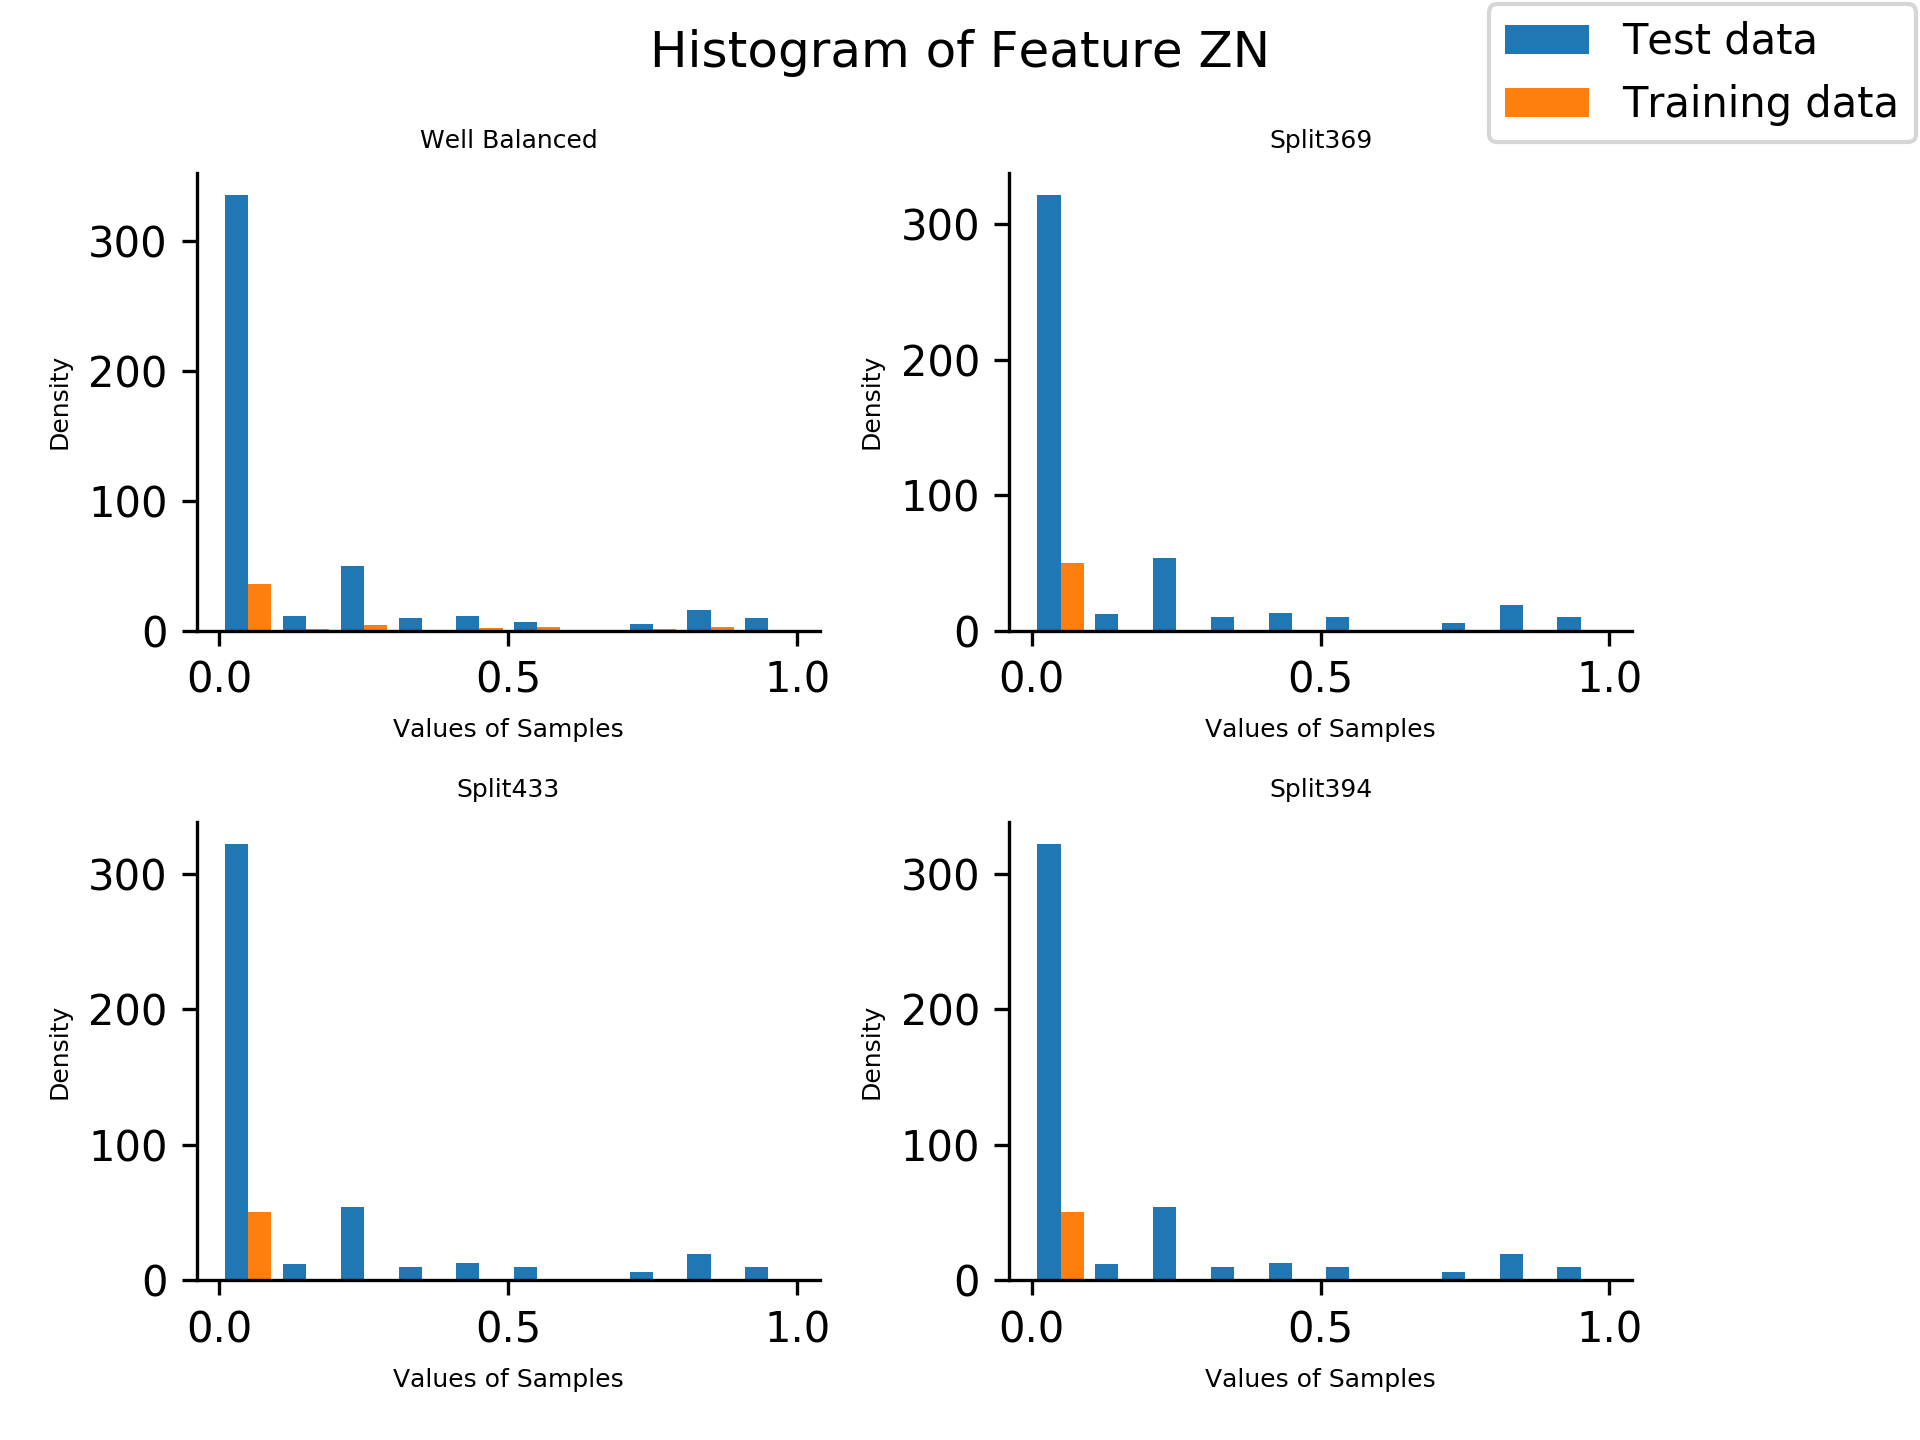 Histogram of Feature ZN
Test data
Training data
Well Balanced
Density
300
200
100
0
0.0 0.5 1.0
Values of Samples
Split369
Density
300
200
100
0
0.0 0.5 1.0
Values of Samples
Split433
Density
300
200
100
0
0.0 0.5 1.0
Values of Samples
Split394
Density
300
200
100
0
0.0 0.5 1.0
Values of Samples